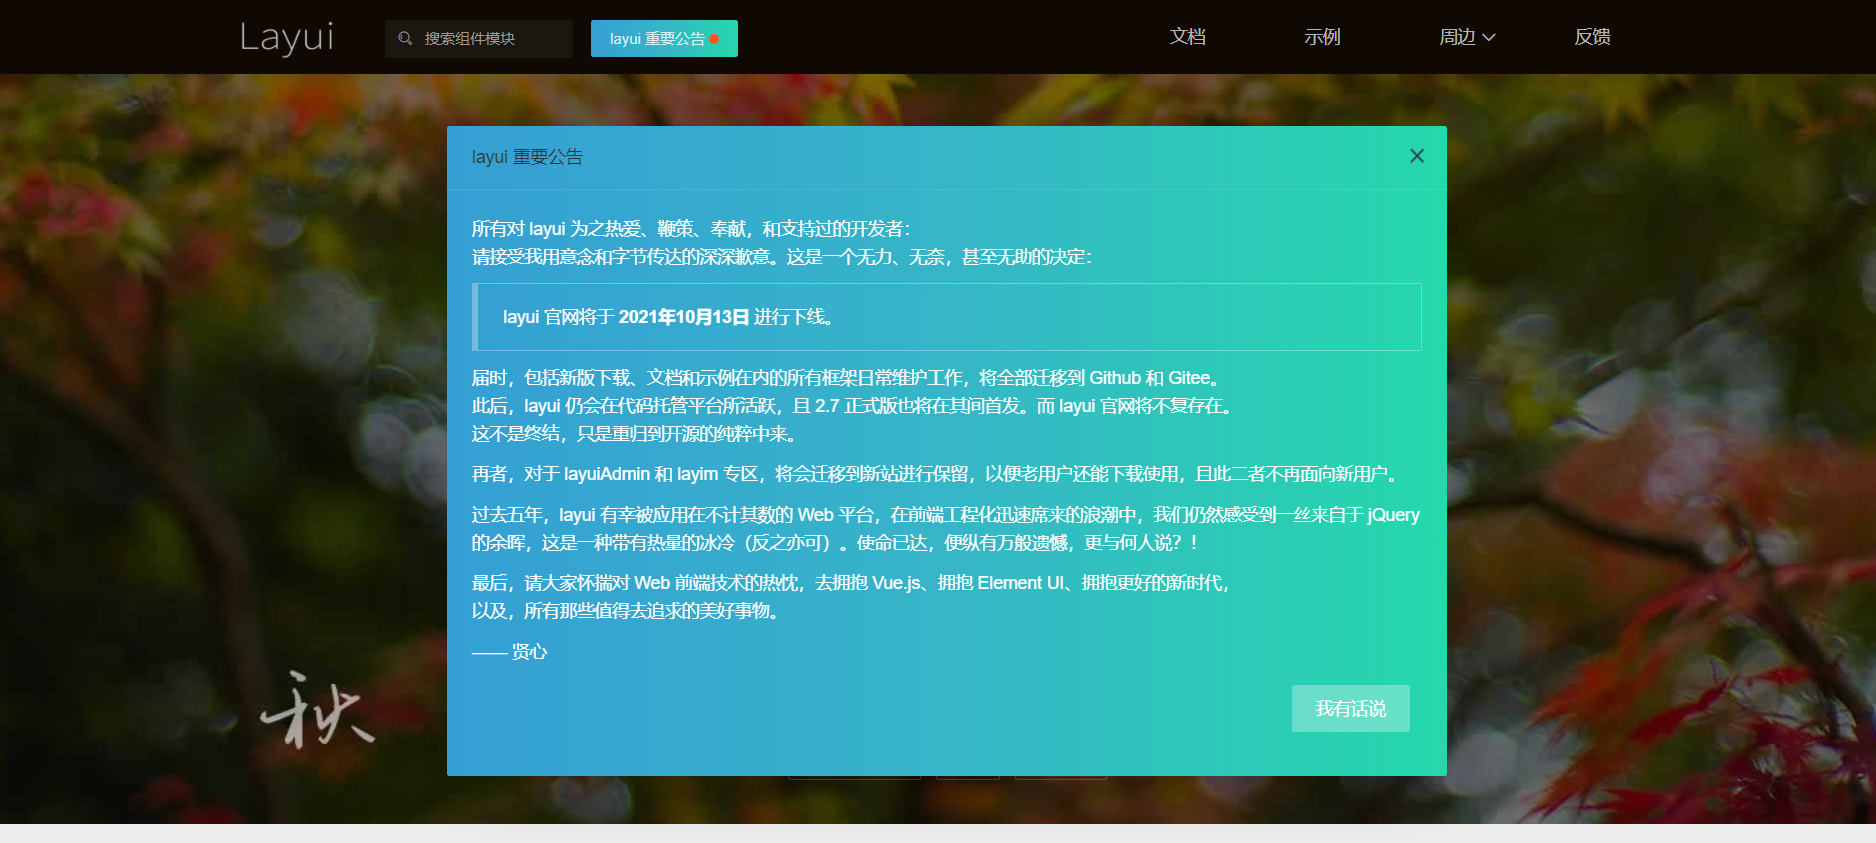 Layui
搜索组件模块
layui 重要公告
文档
示例
周边
反馈
layui 重要公告
所有对 layui 为之热爱、鞭策、奉献，和支持过的开发者：
请接受我用意念和字节传达的深深歉意。这是一个无力、无奈，甚至无助的决定：
layui 官网将于 2021年10月13日 进行下线。
届时，包括新版下载、文档和示例在内的所有框架日常维护工作，将全部迁移到 Github 和 Gitee。
此后，layui 仍会在代码托管平台所活跃，且 2.7 正式版也将在其间首发。而 layui 官网将不复存在。
这不是终结，只是重归到开源的纯粹中来。
再者，对于 layuiAdmin 和 layim 专区，将会迁移到新站进行保留，以便老用户还能下载使用，且此二者不再面向新用户。
过去五年，layui 有幸被应用在不计其数的 Web 平台，在前端工程化迅速席来的浪潮中，我们仍然感受到一丝来自于 jQuery
的余晖，这是一种带有热量的冰冷（反之亦可）。使命已达，便纵有万般遗憾，更与何人说？！
最后，请大家怀揣对 Web 前端技术的热忱，去拥抱 Vue.js、拥抱 Element UI、拥抱更好的新时代，
以及，所有那些值得去追求的美好事物。
—— 贤心
我有话说
秋